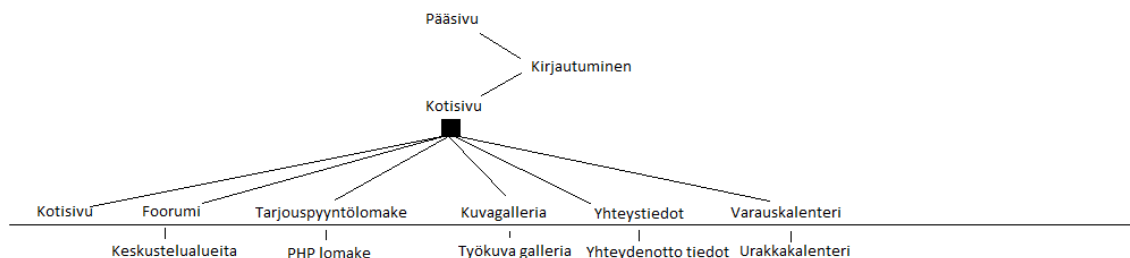 Pääsivu
Kirjautuminen
Kotisivu
Kotisivu Foorumi Tarjouspyyntölomake Kuvagalleria Yhteystiedot Varauskalenteri
Keskustelualueita PHP lomake Työkuva galleria Yhteydenotto tiedot Urakkakalenteri